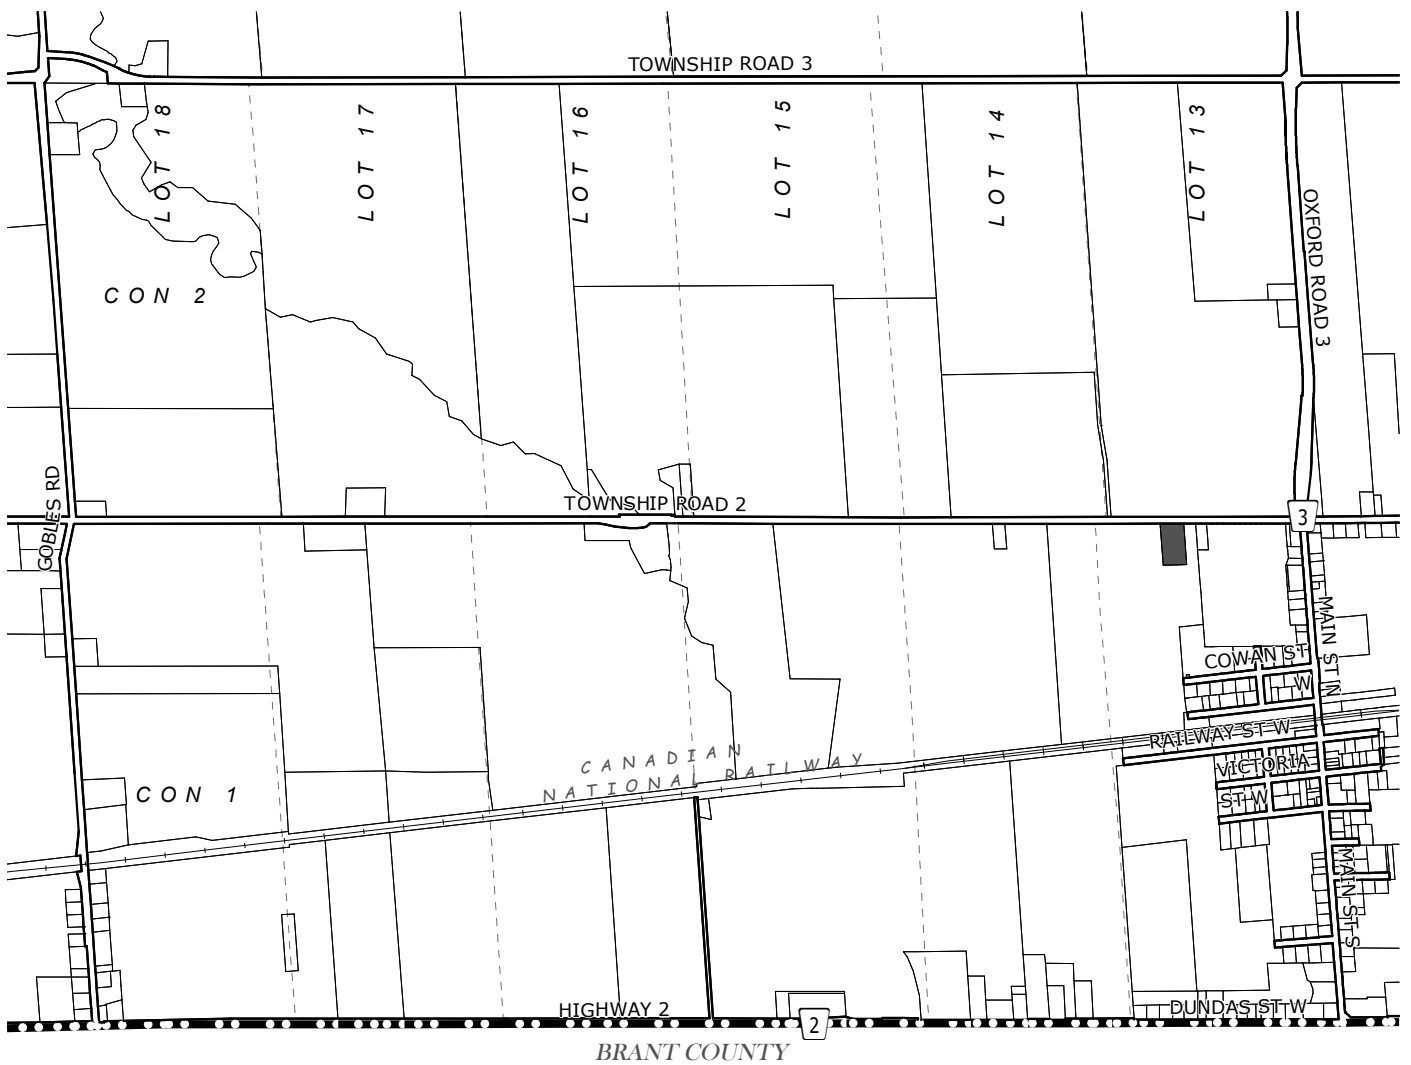 TOWNSHIP ROAD 3
LOT 18
LOT 17
LOT 16
LOT 15
LOT 14
LOT 13
OXFORD ROAD 3
CON 2
GOBLES RD
TOWNSHIP ROAD 2
3
MAIN ST N
COWAN ST
W
RAILWAY ST W
CANADIAN
NATIONAL RAILWAY
VICTORIA
ST W
CON 1
MAIN ST S
HIGHWAY 2
DUNDAS ST W
2
BRANT COUNTY